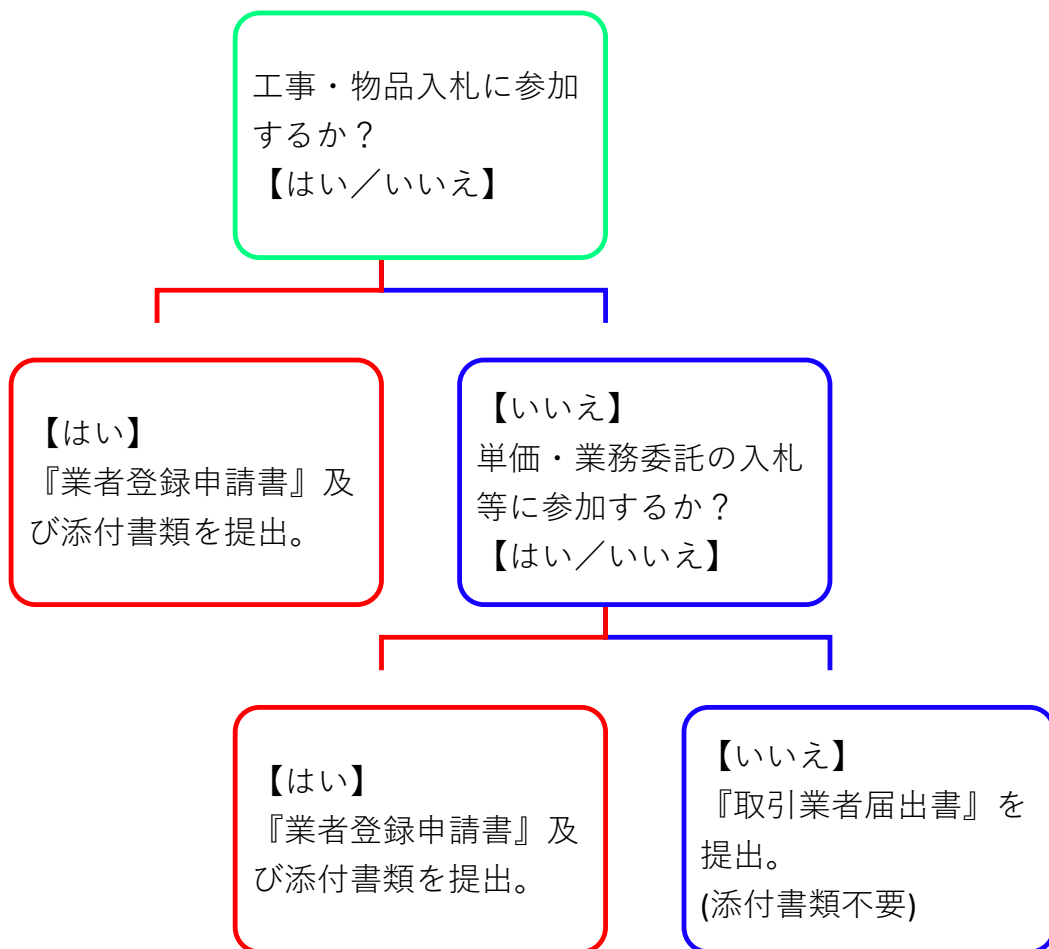 工事・物品入札に参加
するか？
【はい／いいえ】
【はい】
『業者登録申請書』及
び添付書類を提出。
【いいえ】
単価・業務委託の入札
等に参加するか？
【はい／いいえ】
【はい】
『業者登録申請書』及
び添付書類を提出。
【いいえ】
『取引業者届出書』を
提出。
(添付書類不要)